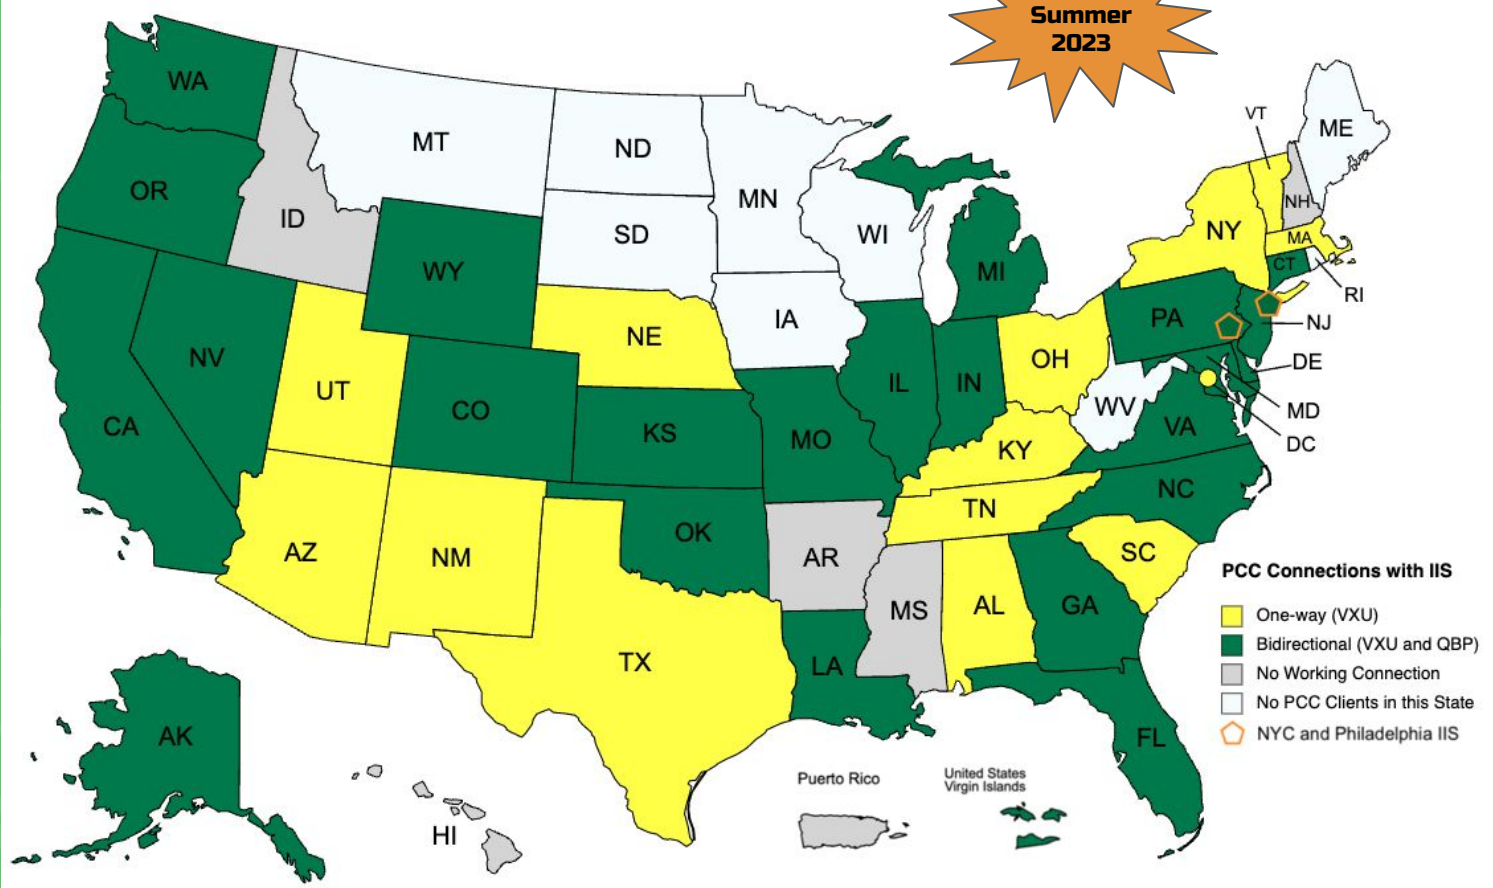 Summer
2023
WA
OR
CA
NV
ID
MT
WY
UT
AZ
CO
NM
ND
SD
NE
KS
OK
TX
MN
IA
MO
AR
LA
WI
IL
MS
MI
IN
KY
TN
AL
OH
GA
FL
SC
NC
VA
WV
PA
NY
VT
NH
ME
MA
CT
RI
NJ
DE
MD
DC
AK
HI
Puerto Rico
United States
Virgin Islands
PCC Connections with IIS
One-way (VXU)
Bidirectional (VXU and QBP)
No Working Connection
No PCC Clients in this State
NYC and Philadelphia IIS